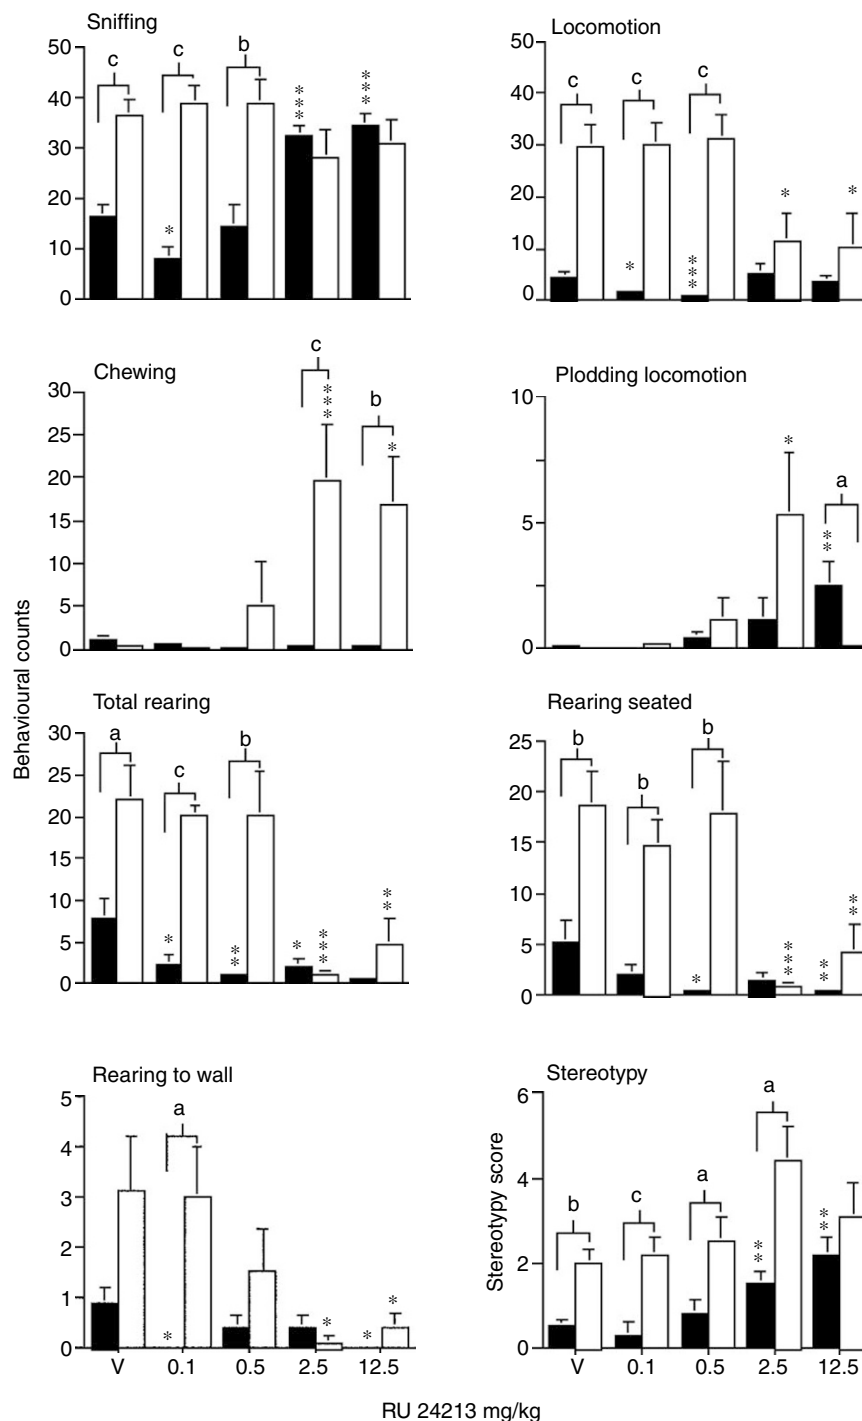 Sniffing
50
40
30
20
10
0
c
c
b
*
***
***
Locomotion
50
40
30
20
10
0
c
c
c
*
***
*
*
Chewing
30
25
20
15
10
5
0
c
***
b
*
Plodding locomotion
10
5
0
*
a
**
Behavioural counts
Total rearing
30
25
20
15
10
5
0
a
c
b
*
**
*
***
**
Rearing seated
25
20
15
10
5
0
b
b
b
*
***
**
**
Rearing to wall
5
4
3
2
1
0
a
*
*
*
*
V 0.1 0.5 2.5 12.5
Stereotypy
Stereotypy score
6
4
2
0
b
c
a
a
**
**
V 0.1 0.5 2.5 12.5
RU 24213 mg/kg